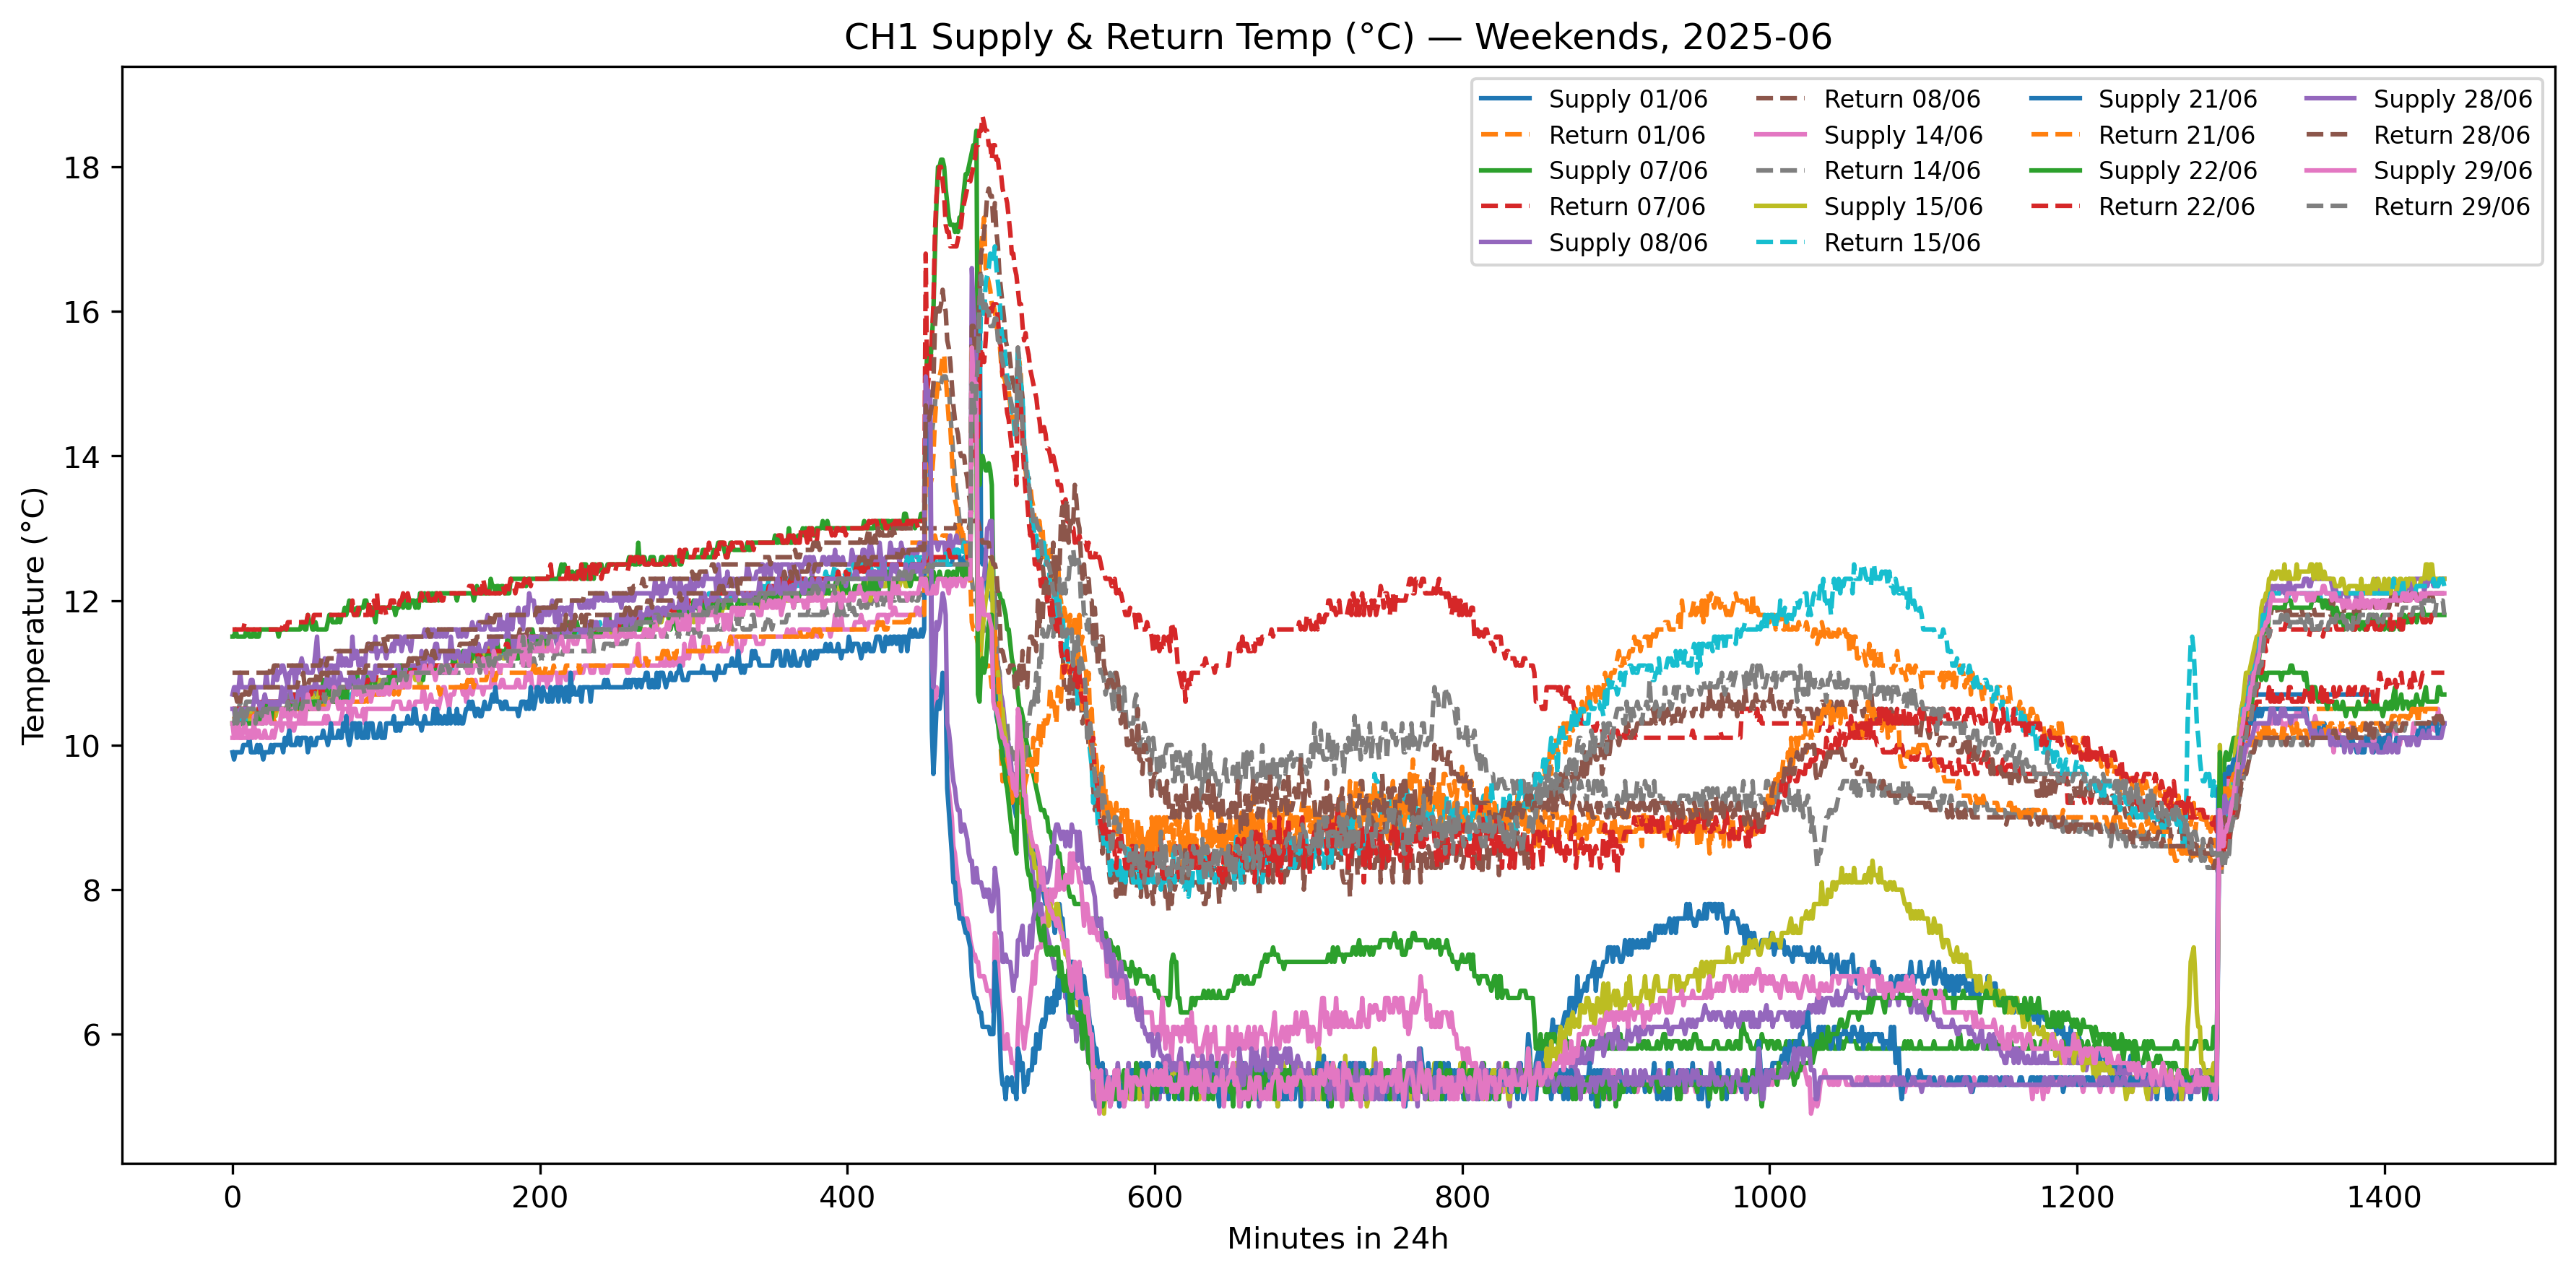 CH1 Supply & Return Temp (°C) — Weekends, 2025-06
Supply 01/06
Return 01/06
Supply 07/06
Return 07/06
Supply 08/06
Return 08/06
Supply 14/06
Return 14/06
Supply 15/06
Return 15/06
Supply 21/06
Return 21/06
Supply 22/06
Return 22/06
Supply 28/06
Return 28/06
Supply 29/06
Return 29/06
Temperature (°C)
18
16
14
12
10
8
6
0 200 400 600 800 1000 1200 1400
Minutes in 24h